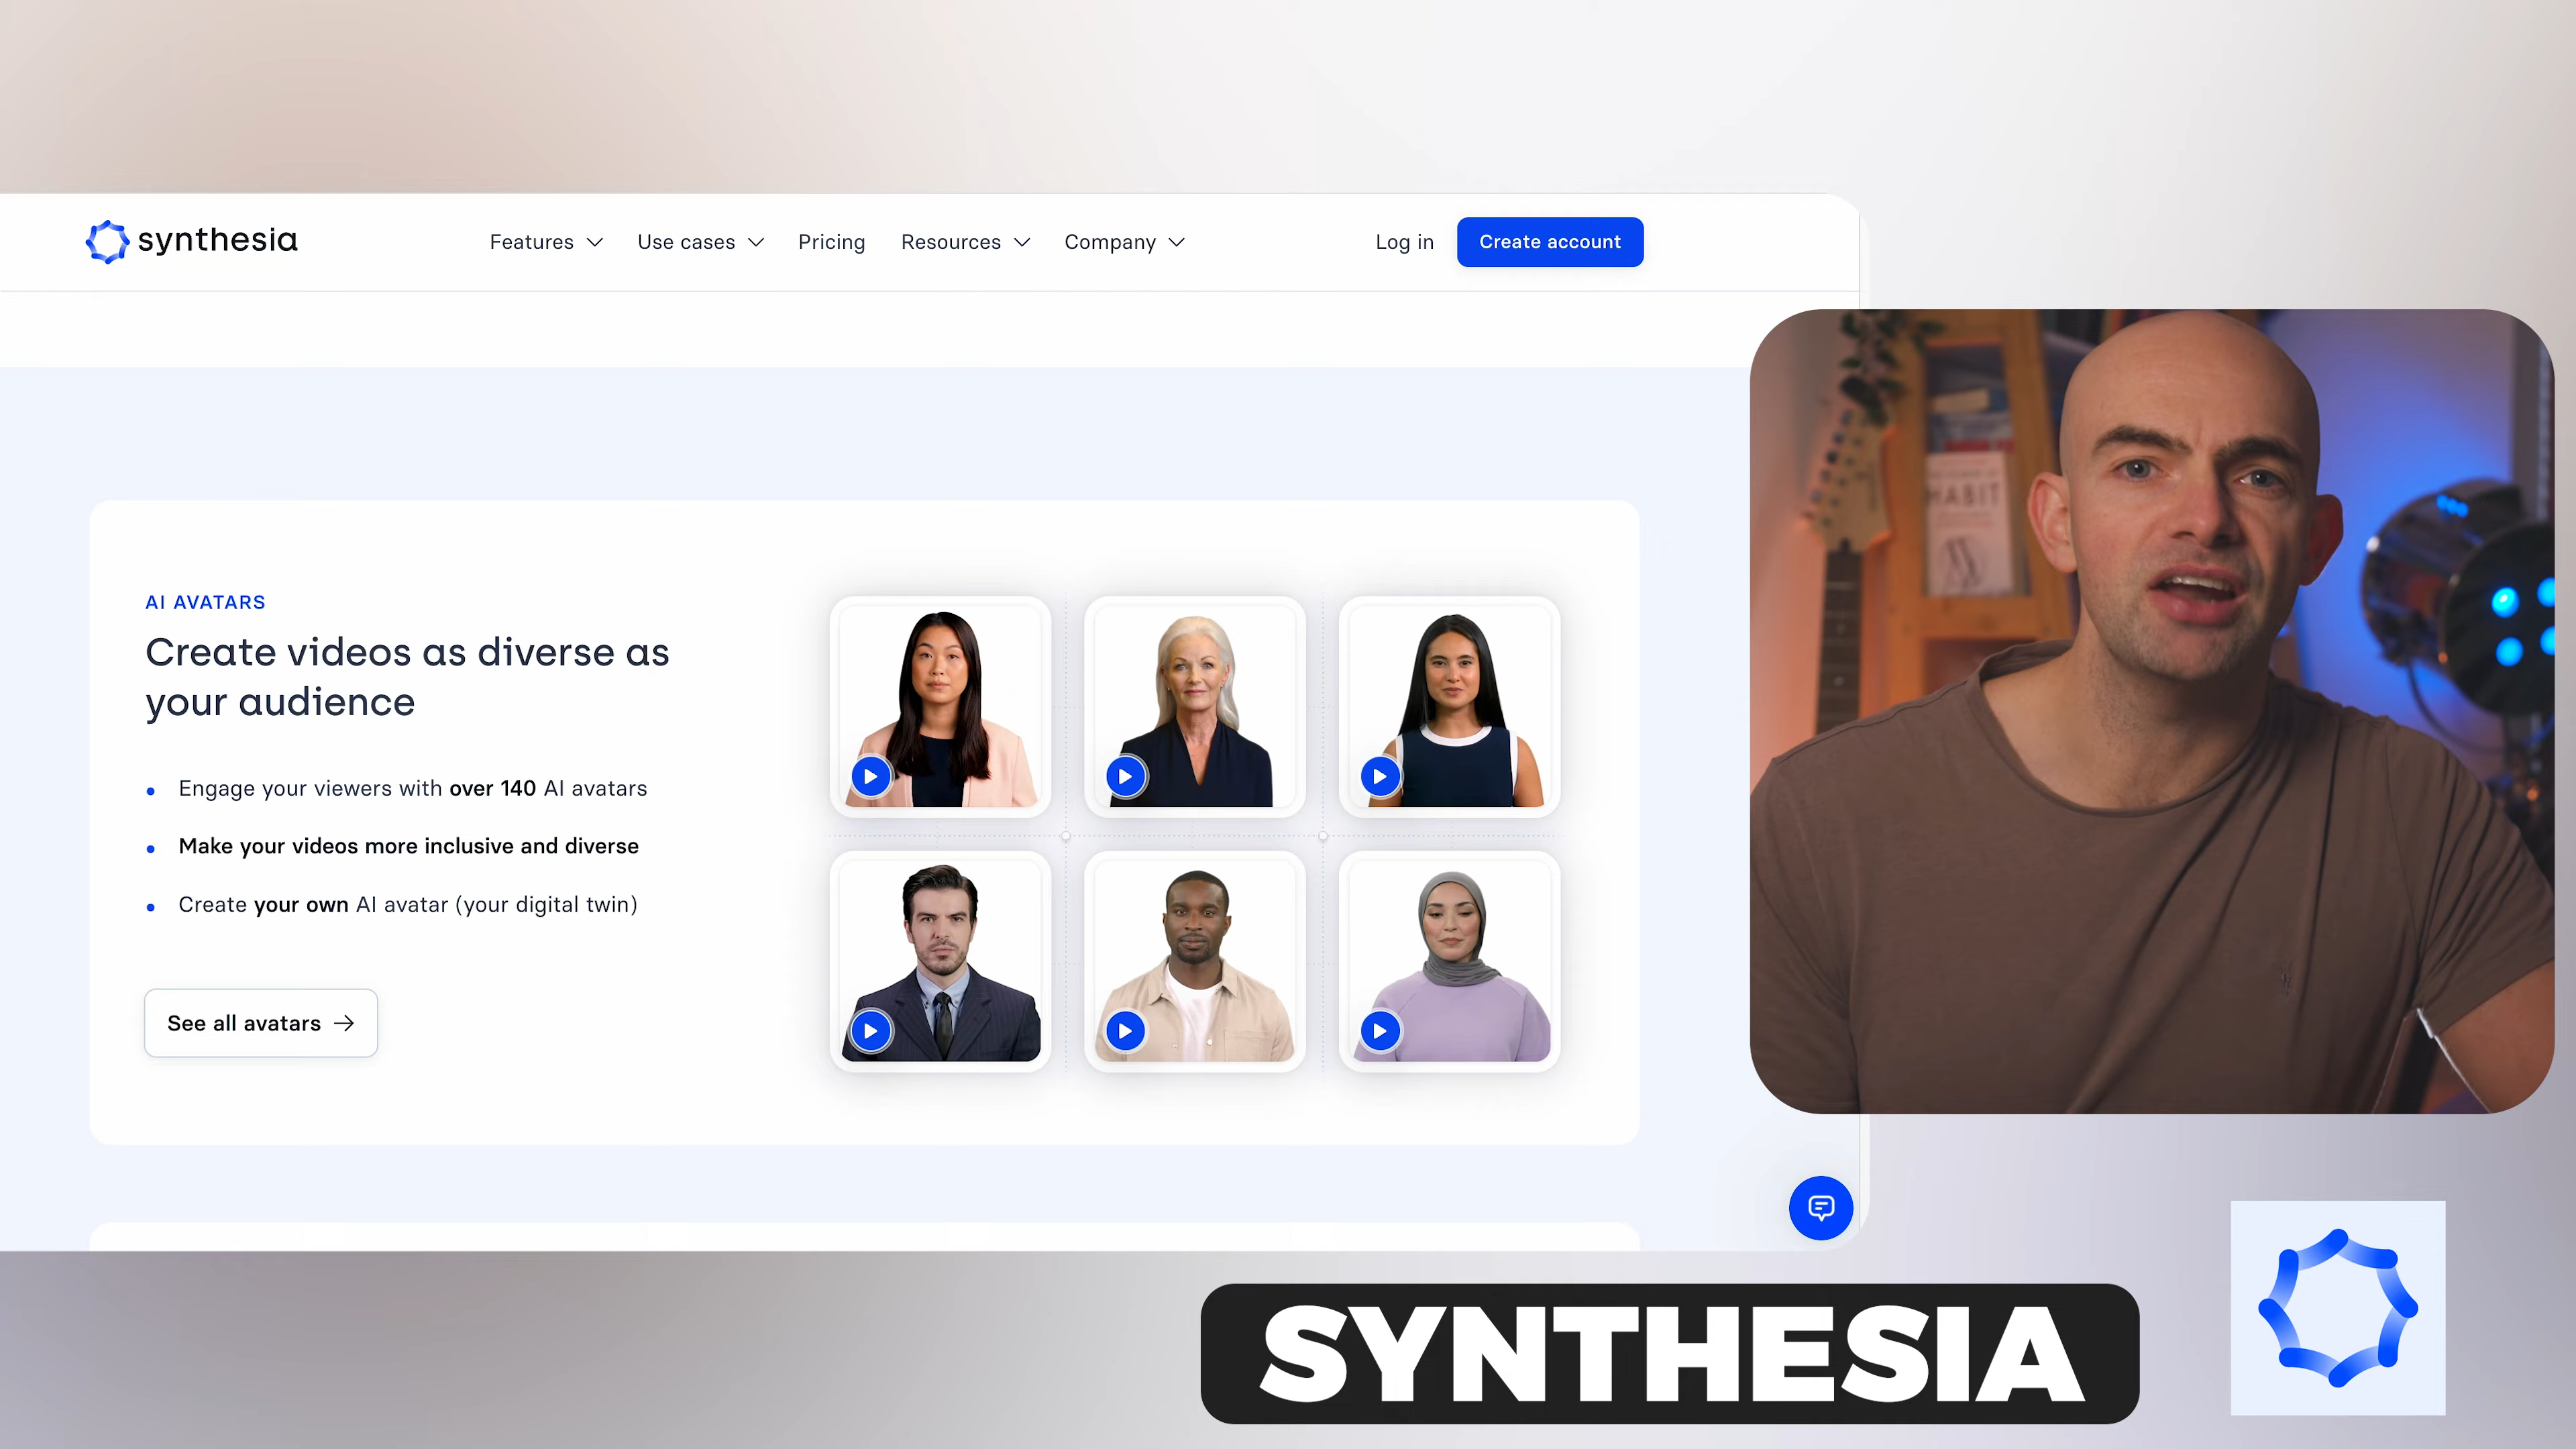 synthesia
Features
Use cases
Pricing
Resources
Company
Log in
Create account
AI AVATARS
Create videos as diverse as
your audience
Engage your viewers with over 140 AI avatars
Make your videos more inclusive and diverse
Create your own AI avatar (your digital twin)
See all avatars
HABIT
SYNTHESIA